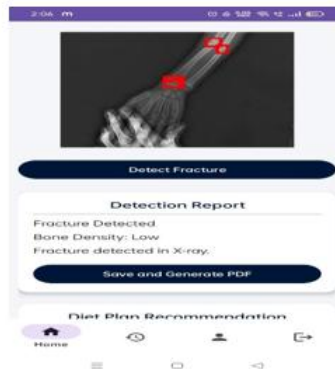 2:06 m
Detect Fracture
Detection Report
Fracture Detected
Bone Density: Low
Fracture detected in X-ray.
Save and Generate PDF
Diet Plan Recommendation
Home